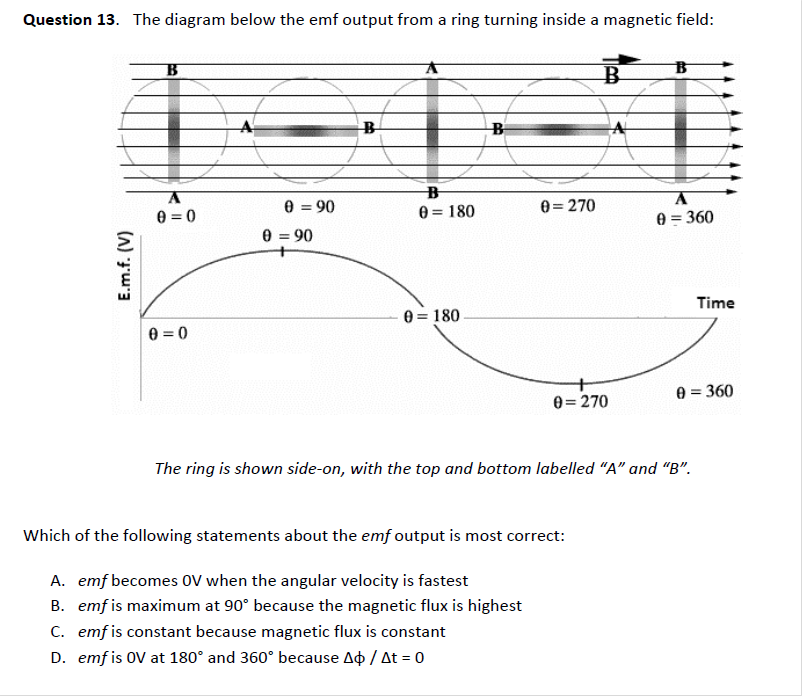 Question 13. The diagram below the emf output from a ring turning inside a magnetic field:
B A B B
A B B A
A B A
θ = 0 θ = 90 θ = 180 θ = 270 θ = 360
E.m.f. (V)
θ = 90
Time
θ = 180
θ = 0
θ = 270
θ = 360
The ring is shown side-on, with the top and bottom labelled “A” and “B”.
Which of the following statements about the emf output is most correct:
A. emf becomes 0V when the angular velocity is fastest
B. emf is maximum at 90° because the magnetic flux is highest
C. emf is constant because magnetic flux is constant
D. emf is 0V at 180° and 360° because Δϕ / Δt = 0